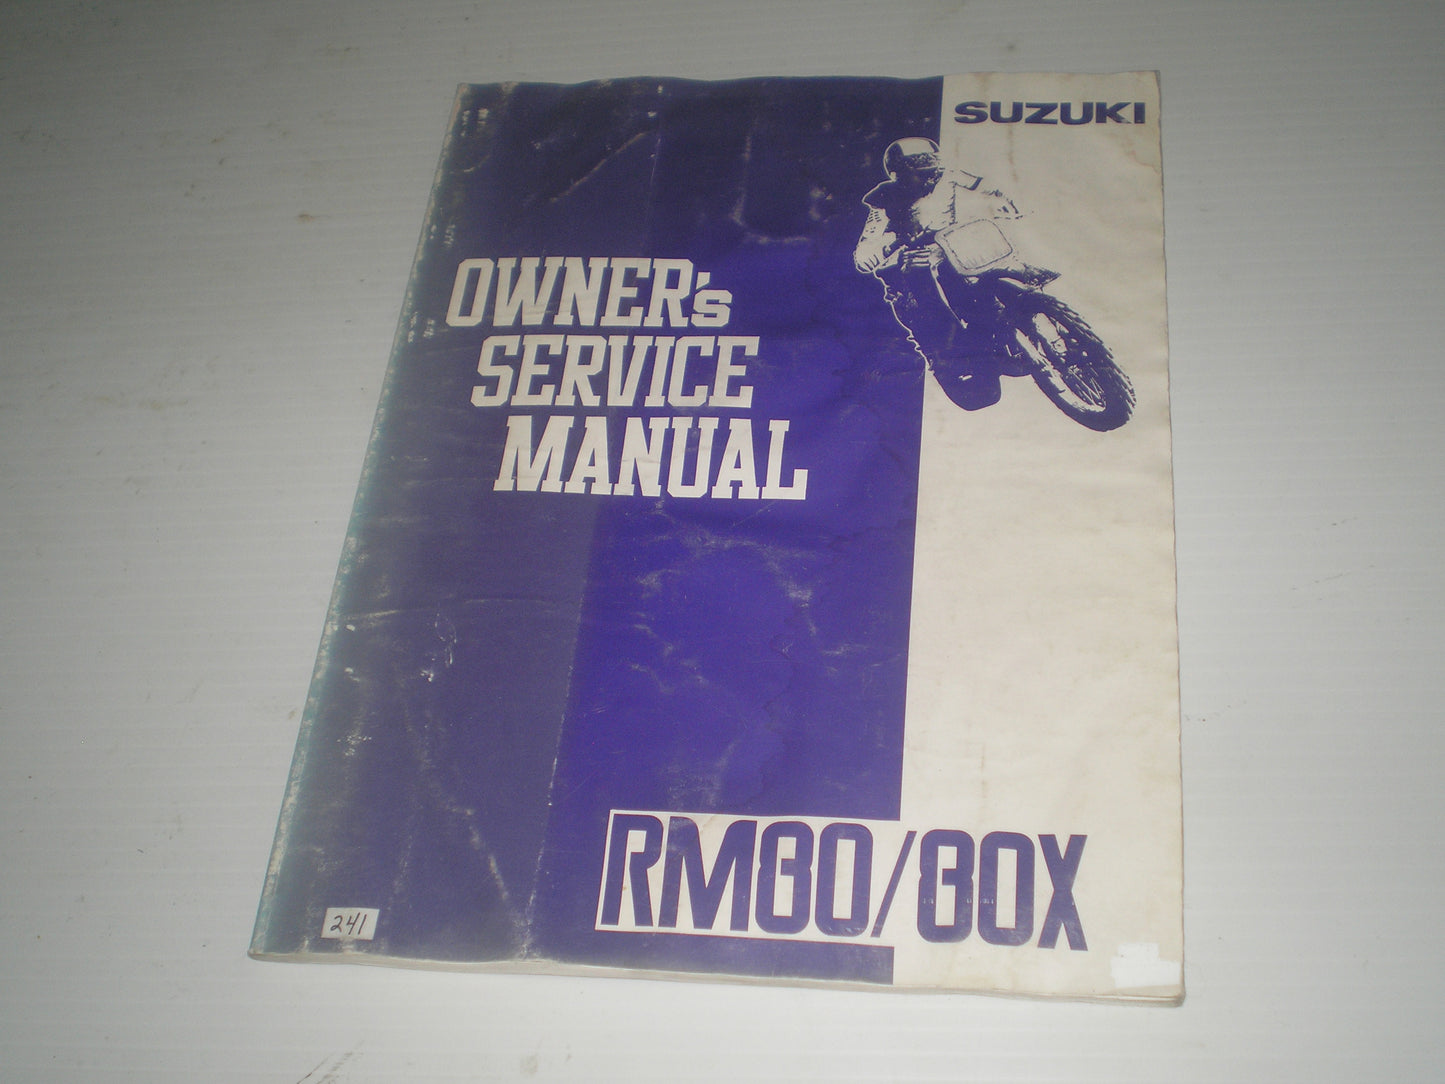 SUZUKI
OWNER's
SERVICE
MANUAL
RM80/80X
241